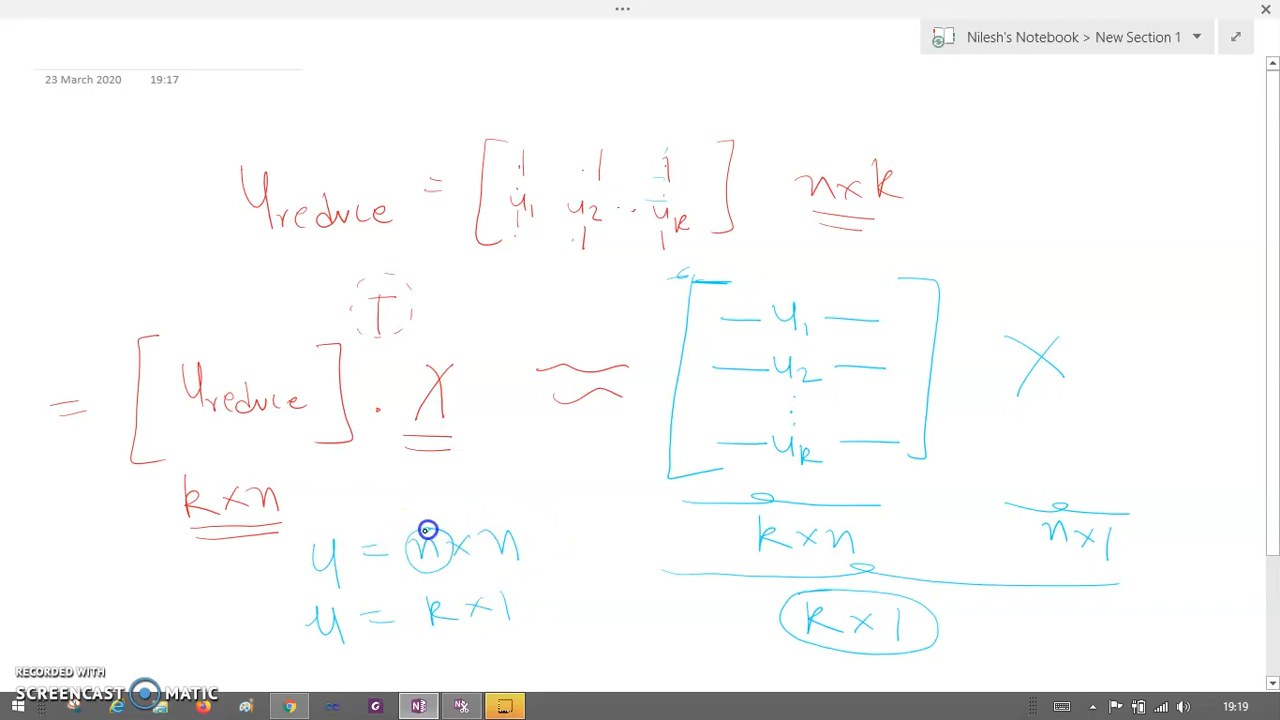 Nilesh's Notebook > New Section 1
23 March 2020 19:17
Ureduce = [ u1 u2 .. uk ] n×k
= [ Ureduce ]T . X ≈ [ — u1 — — u2 — ⋮ — uk — ] X
k×n
k×n n×1
u = n×n
u = k×1
k×1
RECORDED WITH
SCREENCAST MATIC
19:19